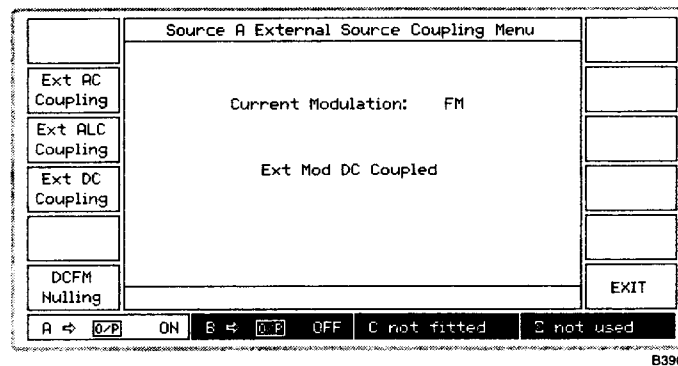 Source A External Source Coupling Menu
Ext AC
Coupling
Ext ALC
Coupling
Ext DC
Coupling
DCFM
Nulling
Current Modulation: FM
Ext Mod DC Coupled
EXIT
A ⇨ O/P ON B ⇨ O/P OFF C not fitted Σ not used